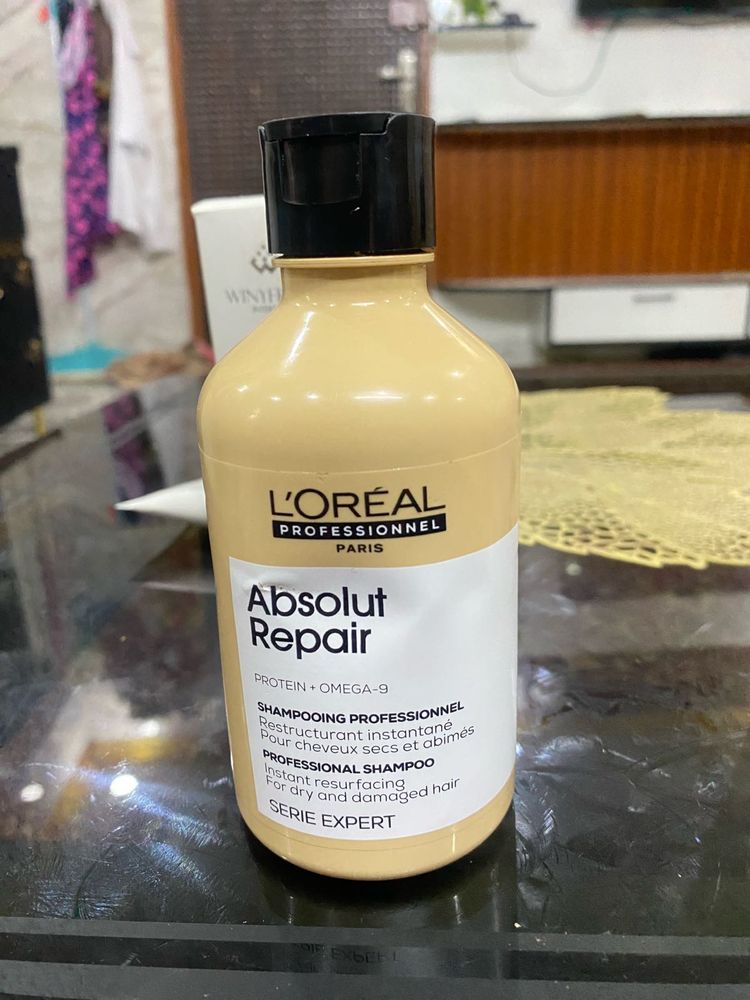 L'ORÉAL
PROFESSIONNEL
PARIS
Absolut
Repair
PROTEIN + OMEGA-9
SHAMPOOING PROFESSIONNEL
Restructurant instantané
Pour cheveux secs et abimés
PROFESSIONAL SHAMPOO
Instant resurfacing
For dry and damaged hair
SERIE EXPERT